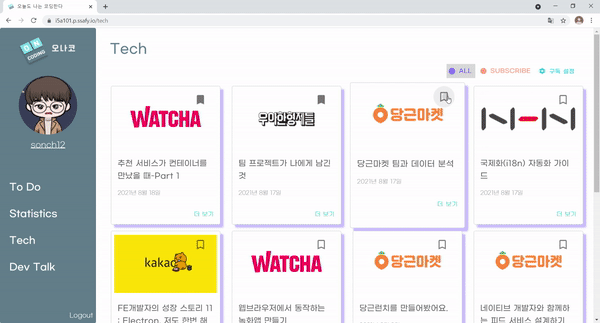 오늘도 나는 코딩한다
i5a101.p.ssafy.io/tech
O N
CODING
오나코
sonch12
To Do
Statistics
Tech
Dev Talk
Logout
Tech
ALL
SUBSCRIBE
구독 설정
WATCHA
추천 서비스가 컨테이너를
만났을 때-Part 1
2021년 8월 18일
더 보기
우아한형제들
팀 프로젝트가 나에게 남긴
것
2021년 8월 17일
더 보기
당근마켓
당근마켓 팀과 데이터 분석
2021년 8월 17일
더 보기
국제화(i18n) 자동화 가이
드
2021년 8월 17일
더 보기
kakao
FE개발자의 성장 스토리 11
: Electron, 저도 한번 해
WATCHA
웹브라우저에서 동작하는
녹화앱 만들기
당근마켓
당근런치를 만들어봤어요.
당근마켓
네이티브 개발자와 함께하
는 피드 서비스 설계하기